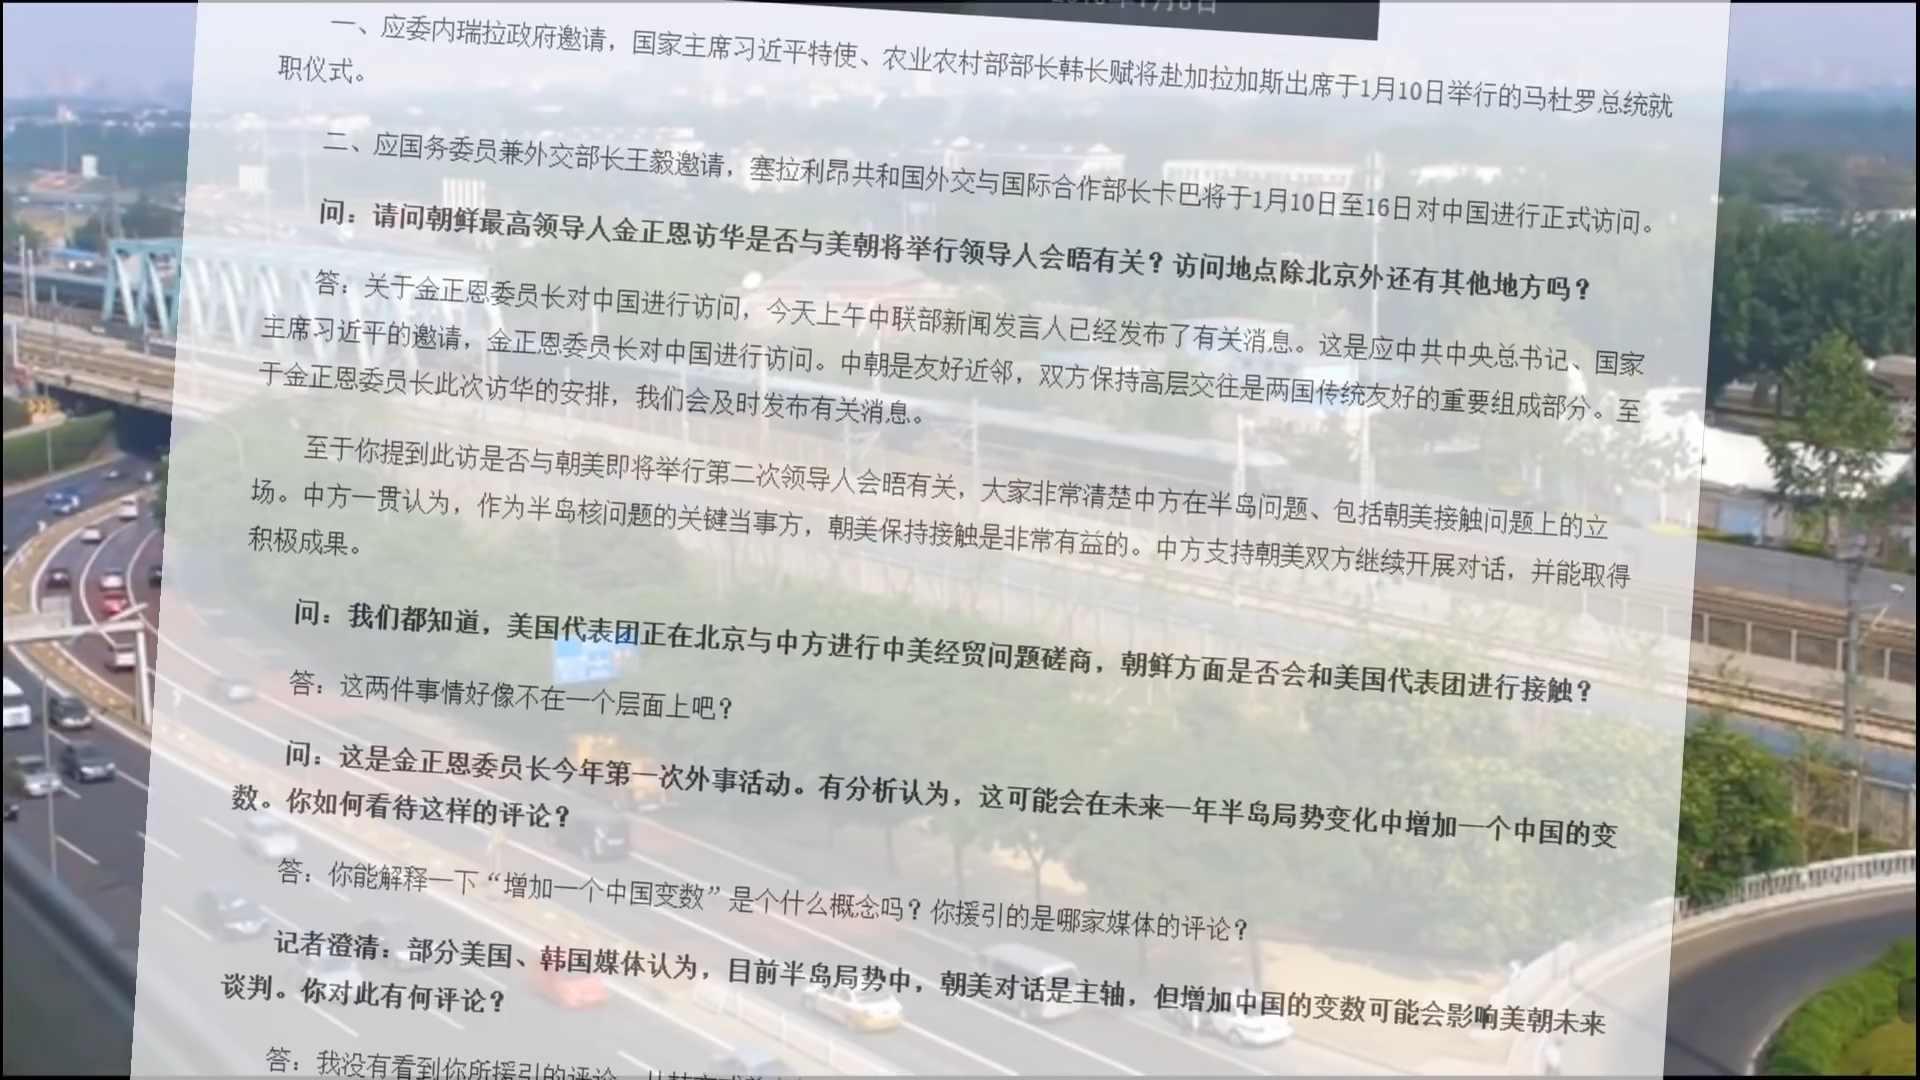 一、应委内瑞拉政府邀请，国家主席习近平特使、农业农村部部长韩长赋将赴加拉加斯出席于1月10日举行的马杜罗总统就
职仪式。
二、应国务委员兼外交部长王毅邀请，塞拉利昂共和国外交与国际合作部长卡巴将于1月10日至16日对中国进行正式访问。
问：请问朝鲜最高领导人金正恩访华是否与美朝将举行领导人会晤有关？访问地点除北京外还有其他地方吗？
答：关于金正恩委员长对中国进行访问，今天上午中联部新闻发言人已经发布了有关消息。这是应中共中央总书记、国家
主席习近平的邀请，金正恩委员长对中国进行访问。中朝是友好近邻，双方保持高层交往是两国传统友好的重要组成部分。至
于金正恩委员长此次访华的安排，我们会及时发布有关消息。
至于你提到此访是否与朝美即将举行第二次领导人会晤有关，大家非常清楚中方在半岛问题、包括朝美接触问题上的立
场。中方一贯认为，作为半岛核问题的关键当事方，朝美保持接触是非常有益的。中方支持朝美双方继续开展对话，并能取得
积极成果。
问：我们都知道，美国代表团正在北京与中方进行中美经贸问题磋商，朝鲜方面是否会和美国代表团进行接触？
答：这两件事情好像不在一个层面上吧？
问：这是金正恩委员长今年第一次外事活动。有分析认为，这可能会在未来一年半岛局势变化中增加一个中国的变
数。你如何看待这样的评论？
答：你能解释一下“增加一个中国变数”是个什么概念吗？你援引的是哪家媒体的评论？
记者澄清：部分美国、韩国媒体认为，目前半岛局势中，朝美对话是主轴，但增加中国的变数可能会影响美朝未来
谈判。你对此有何评论？
答：我没有看到你所援引的评论